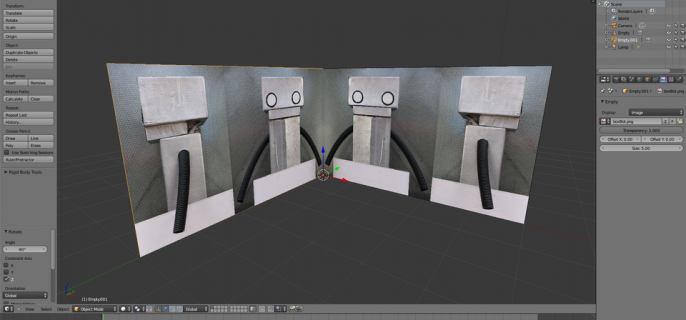 Transform
Translate
Rotate
Scale
Origin
Object
Duplicate Objects
Delete
Keyframes
Insert
Remove
Motion Paths
Calculate
Clear
Repeat
Repeat Last
History...
Grease Pencil
Draw
Line
Poly
Erase
Use Sketching Sessions
Ruler/Protractor
Rigid Body Tools
Rotate
Angle
Constraint Axis
X
Y
Z
Orientation
Global
(1) Empty.001
View
Select
Add
Object
Object Mode
Global
Scene
RenderLayers
World
Camera
Empty
Empty.001
Lamp
Empty.001
Empty
Display:
Image
Transparency: 1.000
Offset X: 0.00
Offset Y: 0.00
Size: 5.00